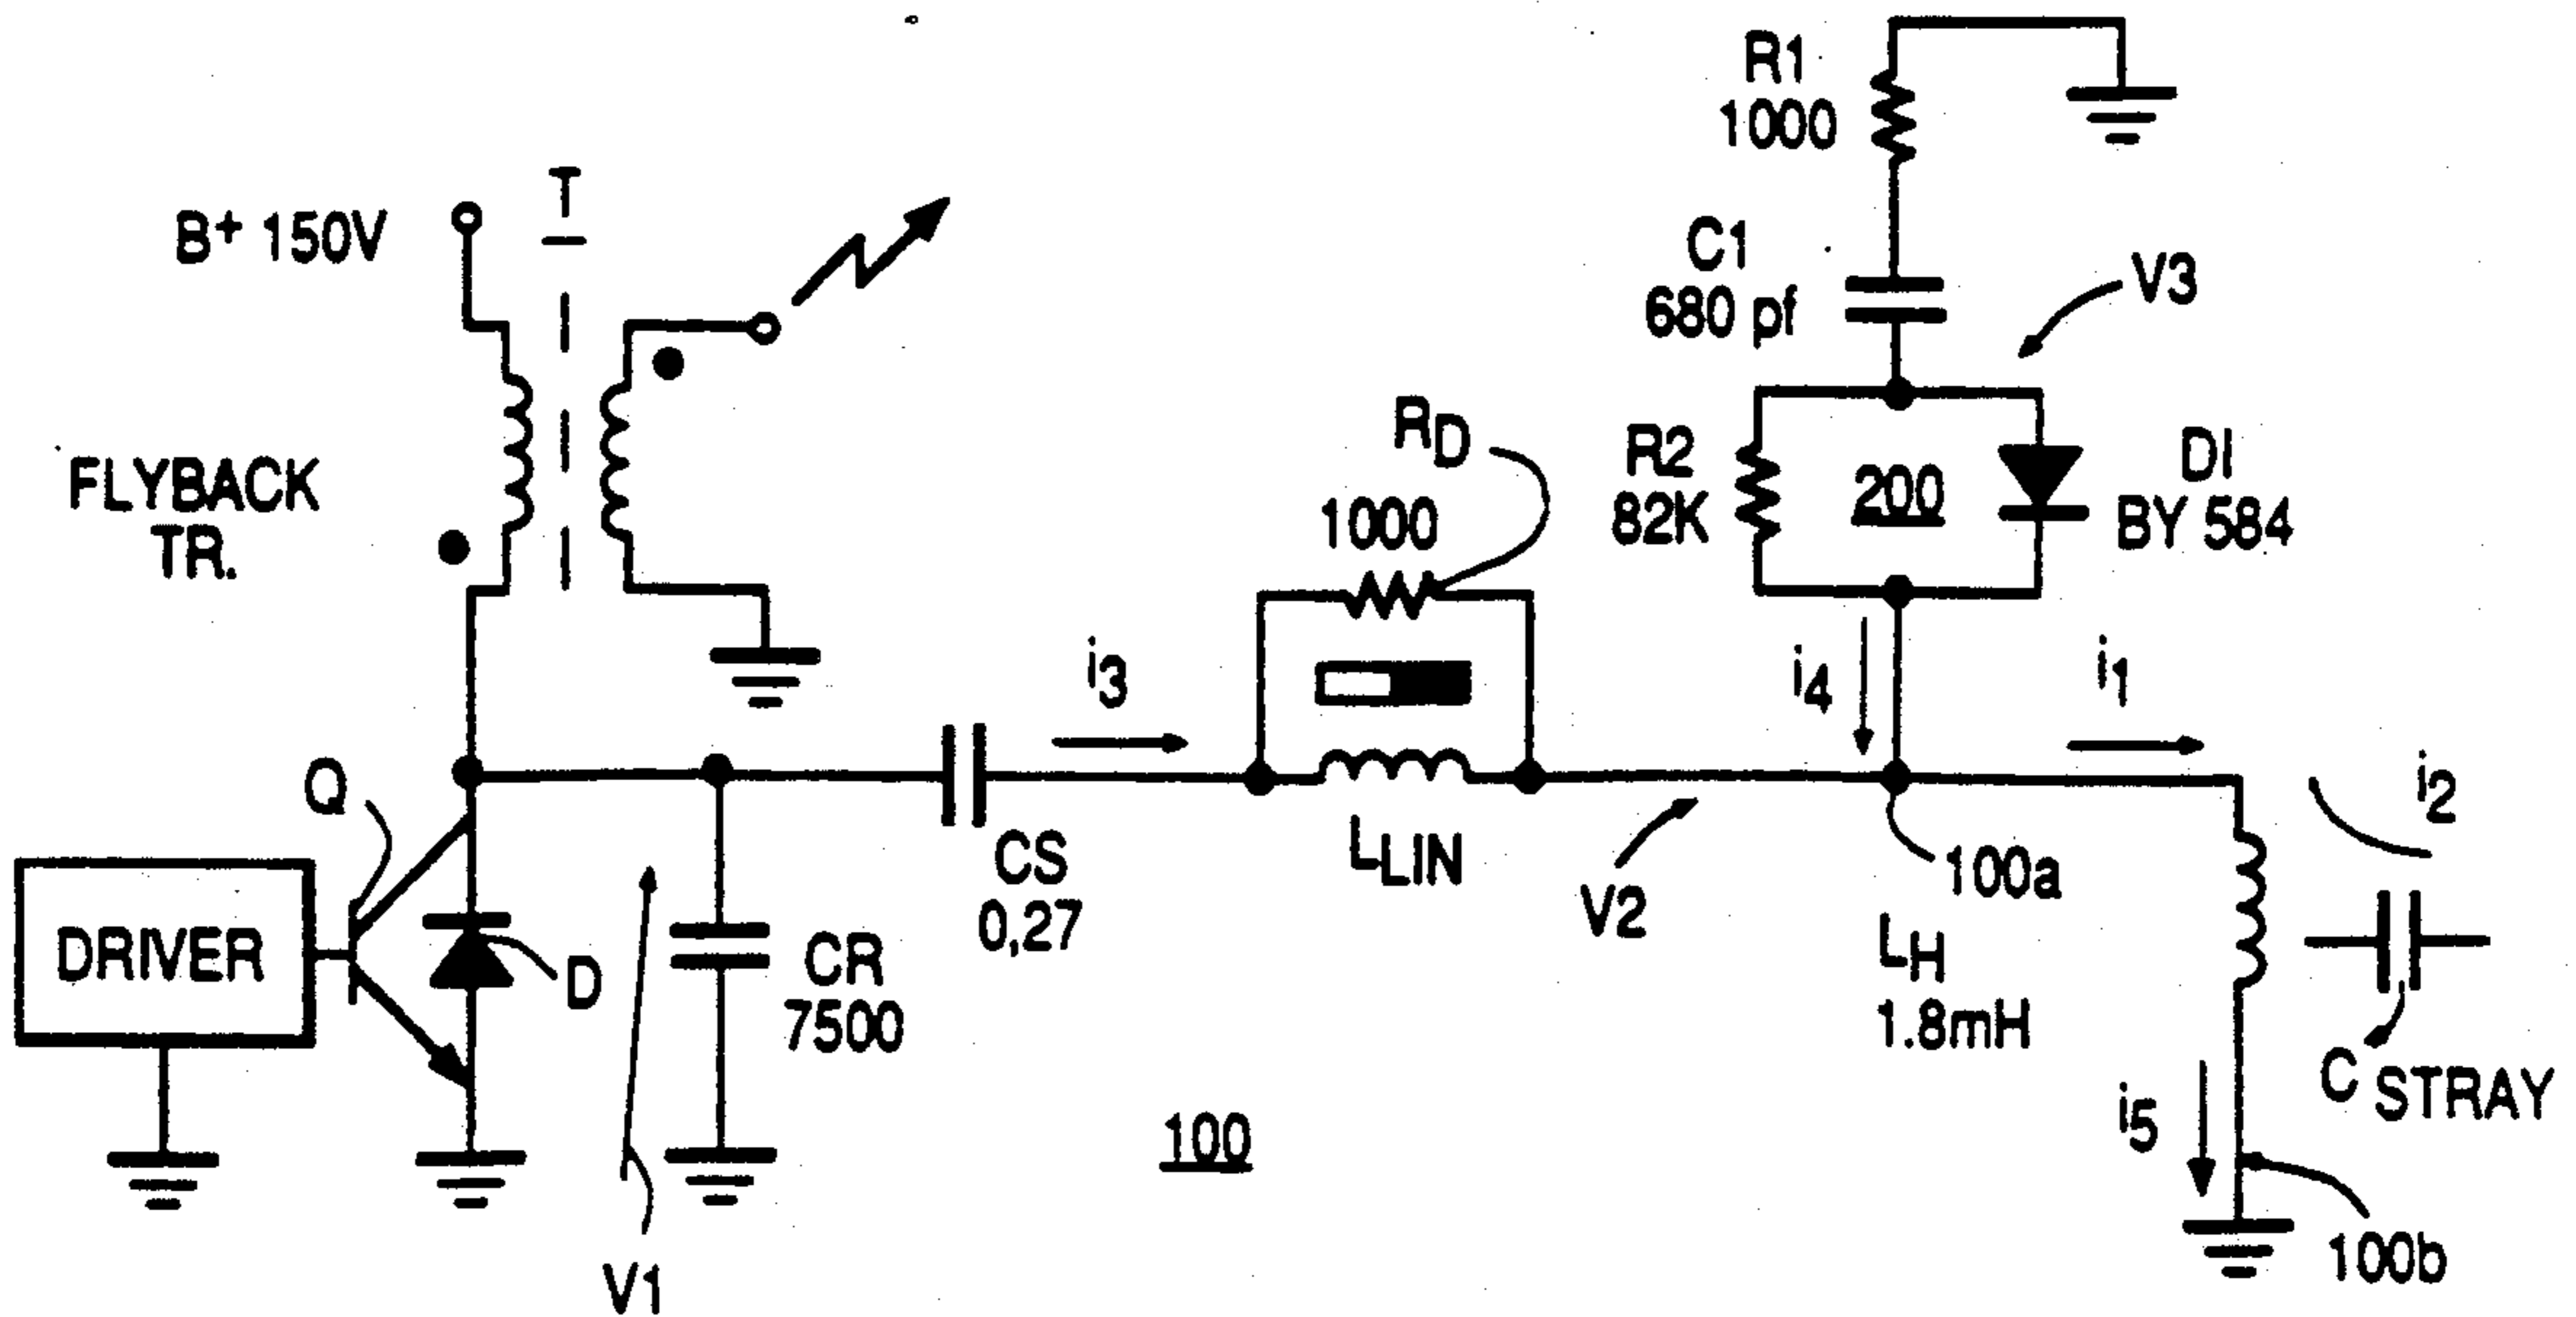 R1
1000
T
B+ 150V
C1
680 pf
V3
FLYBACK
TR.
RD
1000
R2
82K
200
DI
BY 584
i3
i4
i1
i2
Q
DRIVER
D
CR
7500
CS
0,27
LLIN
V2
100a
LH
1.8mH
C STRAY
i5
100
100b
V1